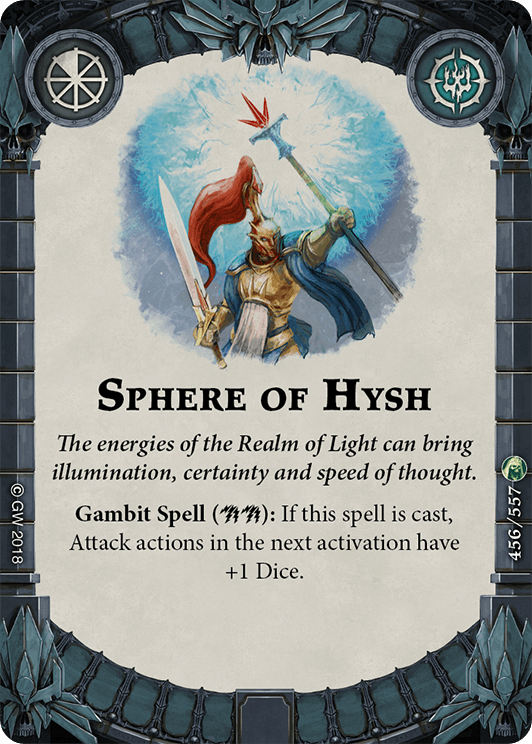 Sphere of Hysh
The energies of the Realm of Light can bring
illumination, certainty and speed of thought.
Gambit Spell (): If this spell is cast,
Attack actions in the next activation have
+1 Dice.
© GW 2018
456/557